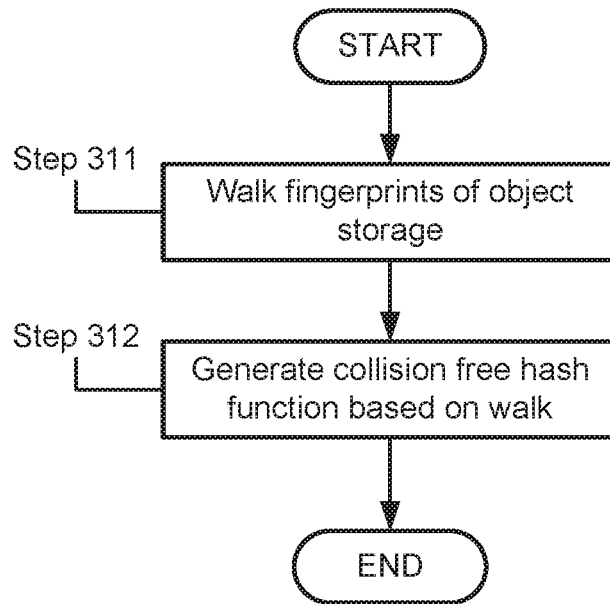 START
Step 311
Walk fingerprints of object
storage
Step 312
Generate collision free hash
function based on walk
END